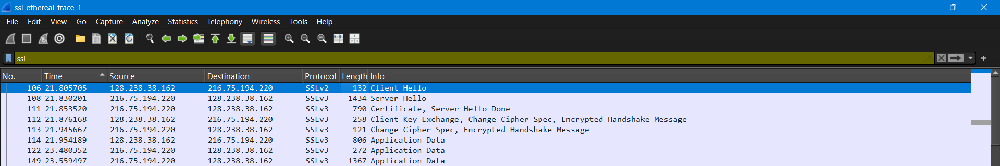 ssl-ethereal-trace-1
File Edit View Go Capture Analyze Statistics Telephony Wireless Tools Help
ssl
No. Time Source Destination Protocol Length Info
106 21.805705 128.238.38.162 216.75.194.220 SSLv2 132 Client Hello
108 21.830201 216.75.194.220 128.238.38.162 SSLv3 1434 Server Hello
111 21.853520 216.75.194.220 128.238.38.162 SSLv3 790 Certificate, Server Hello Done
112 21.876168 128.238.38.162 216.75.194.220 SSLv3 258 Client Key Exchange, Change Cipher Spec, Encrypted Handshake Message
113 21.945667 216.75.194.220 128.238.38.162 SSLv3 121 Change Cipher Spec, Encrypted Handshake Message
114 21.954189 128.238.38.162 216.75.194.220 SSLv3 806 Application Data
122 23.480352 216.75.194.220 128.238.38.162 SSLv3 272 Application Data
149 23.559497 216.75.194.220 128.238.38.162 SSLv3 1367 Application Data